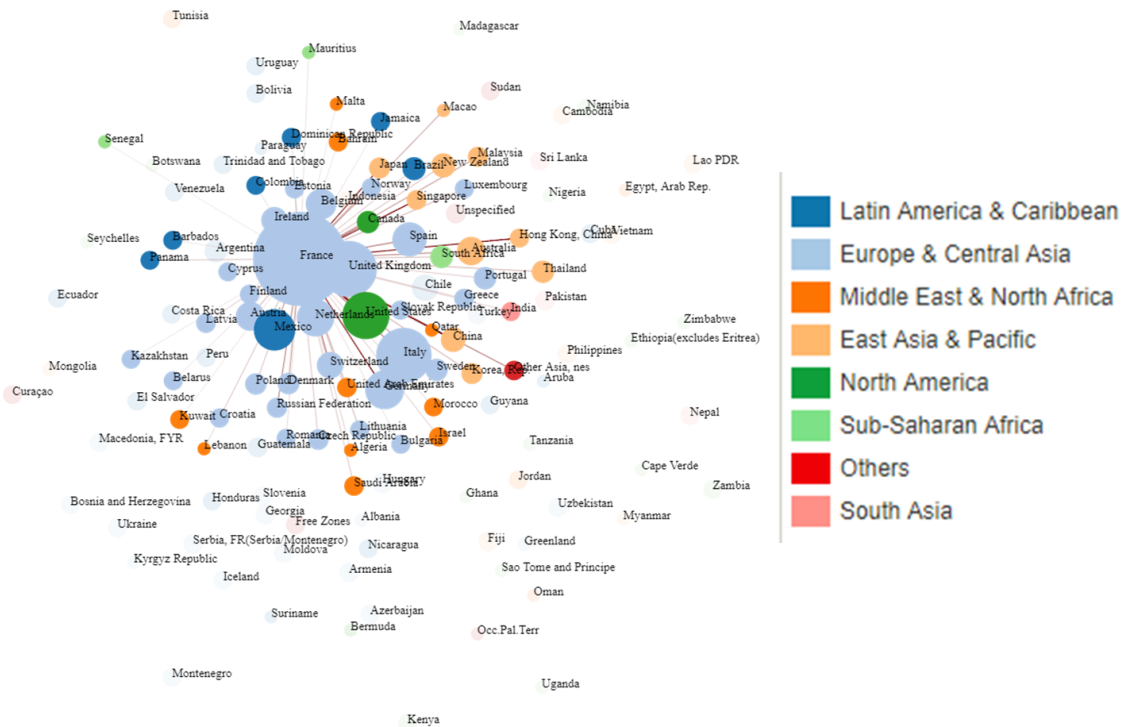 Tunisia
Madagascar
Mauritius
Uruguay
Sudan
Bolivia
Malta
Macao
Namibia
Cambodia
Jamaica
Senegal
Dominican Republic
Bahrain
Paraguay
Malaysia
Botswana
Trinidad and Tobago
Japan
Brazil
New Zealand
Sri Lanka
Lao PDR
Venezuela
Colombia
Estonia
Norway
Luxembourg
Indonesia
Belgium
Singapore
Nigeria
Egypt, Arab Rep.
Ireland
Canada
Unspecified
Seychelles
Barbados
Spain
Hong Kong, China
Cuba
Vietnam
Argentina
Panama
France
South Africa
Australia
Cyprus
United Kingdom
Portugal
Thailand
Chile
Ecuador
Finland
Greece
Pakistan
Costa Rica
Latvia
Austria
Netherlands
United States
Slovak Republic
Turkey
India
Zimbabwe
Mexico
Qatar
China
Ethiopia(excludes Eritrea)
Kazakhstan
Peru
Italy
Philippines
Mongolia
Switzerland
Sweden
Korea, Rep.
Other Asia, nes
Aruba
Belarus
Poland
Denmark
United Arab Emirates
Germany
Curaçao
El Salvador
Russian Federation
Morocco
Guyana
Nepal
Kuwait
Croatia
Lithuania
Macedonia, FYR
Lebanon
Guatemala
Romania
Czech Republic
Algeria
Bulgaria
Israel
Tanzania
Cape Verde
Saudi Arabia
Hungary
Jordan
Zambia
Bosnia and Herzegovina
Honduras
Slovenia
Ghana
Uzbekistan
Georgia
Ukraine
Free Zones
Albania
Myanmar
Serbia, FR(Serbia/Montenegro)
Moldova
Nicaragua
Fiji
Greenland
Kyrgyz Republic
Iceland
Armenia
Sao Tome and Principe
Oman
Suriname
Azerbaijan
Bermuda
Occ.Pal.Terr
Montenegro
Uganda
Kenya
Latin America & Caribbean
Europe & Central Asia
Middle East & North Africa
East Asia & Pacific
North America
Sub-Saharan Africa
Others
South Asia